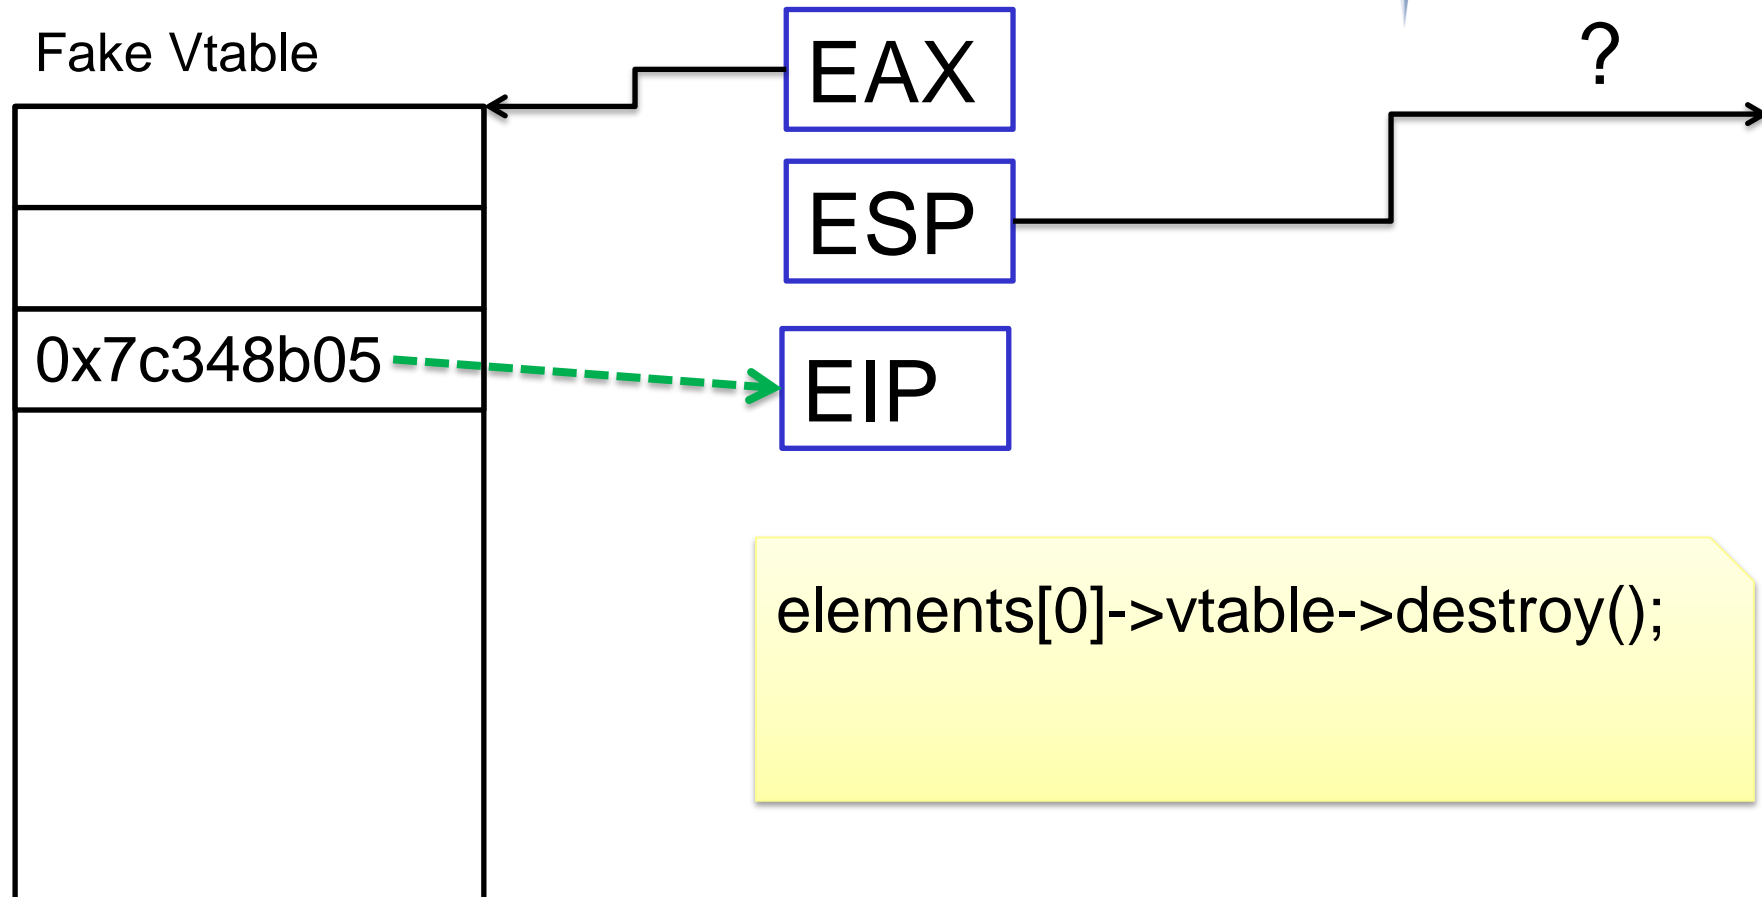 Fake Vtable
EAX
?
ESP
0x7c348b05
EIP
elements[0]->vtable->destroy();